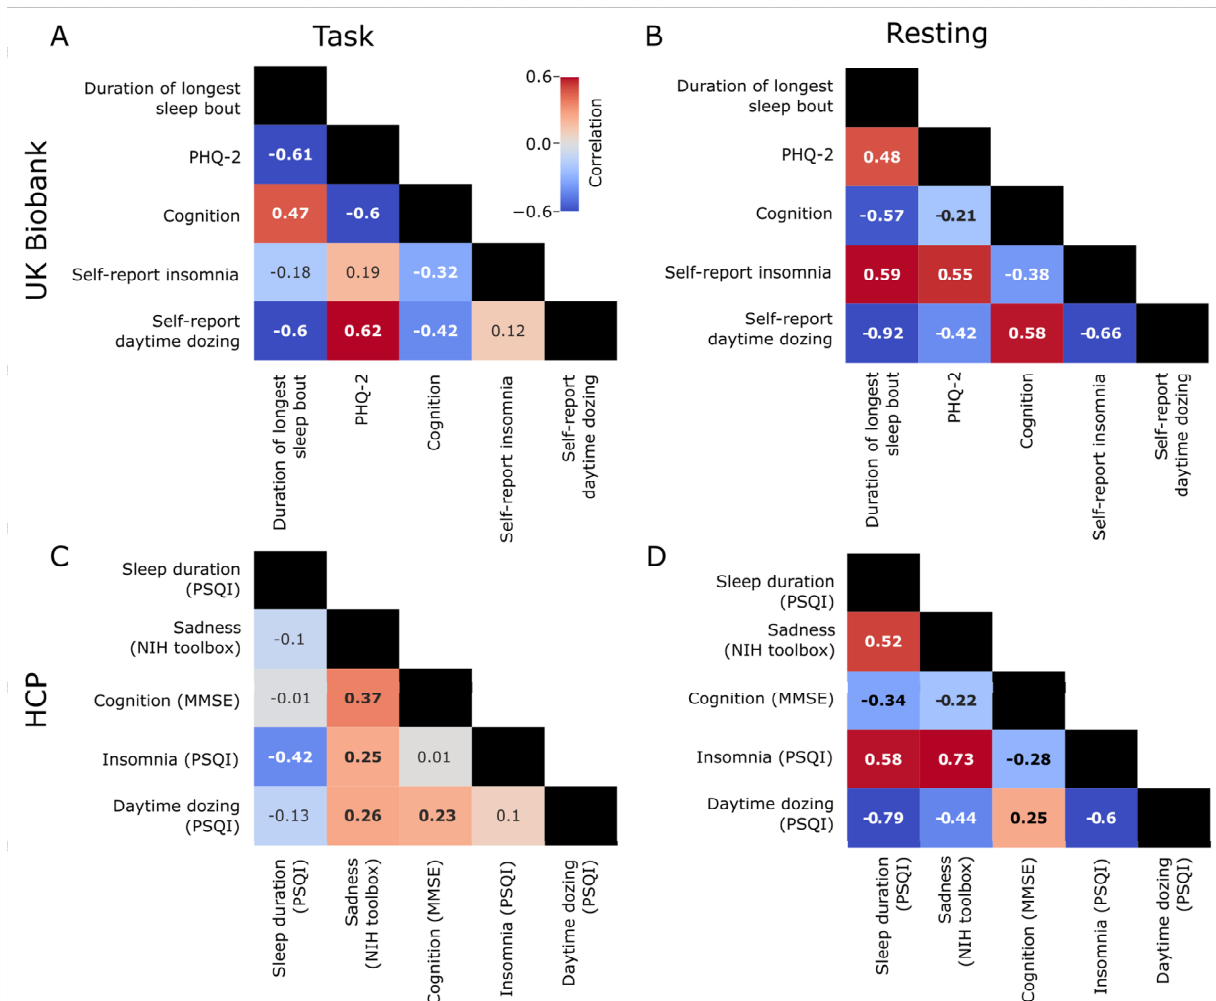 A
Task
B
Resting
UK Biobank
Duration of longest
sleep bout
PHQ-2
-0.61
Cognition
0.47
-0.6
Self-report insomnia
-0.18
0.19
-0.32
Self-report
daytime dozing
-0.6
0.62
-0.42
0.12
0.6
0.0
−0.6
Correlation
Duration of longest
sleep bout
PHQ-2
Cognition
Self-report insomnia
Self-report
daytime dozing
Duration of longest
sleep bout
PHQ-2
0.48
Cognition
-0.57
-0.21
Self-report insomnia
0.59
0.55
-0.38
Self-report
daytime dozing
-0.92
-0.42
0.58
-0.66
Duration of longest
sleep bout
PHQ-2
Cognition
Self-report insomnia
Self-report
daytime dozing
HCP
C
Sleep duration
(PSQI)
Sadness
(NIH toolbox)
-0.1
Cognition (MMSE)
-0.01
0.37
Insomnia (PSQI)
-0.42
0.25
0.01
Daytime dozing
(PSQI)
-0.13
0.26
0.23
0.1
Sleep duration
(PSQI)
Sadness
(NIH toolbox)
Cognition (MMSE)
Insomnia (PSQI)
Daytime dozing
(PSQI)
D
Sleep duration
(PSQI)
Sadness
(NIH toolbox)
0.52
Cognition (MMSE)
-0.34
-0.22
Insomnia (PSQI)
0.58
0.73
-0.28
Daytime dozing
(PSQI)
-0.79
-0.44
0.25
-0.6
Sleep duration
(PSQI)
Sadness
(NIH toolbox)
Cognition (MMSE)
Insomnia (PSQI)
Daytime dozing
(PSQI)